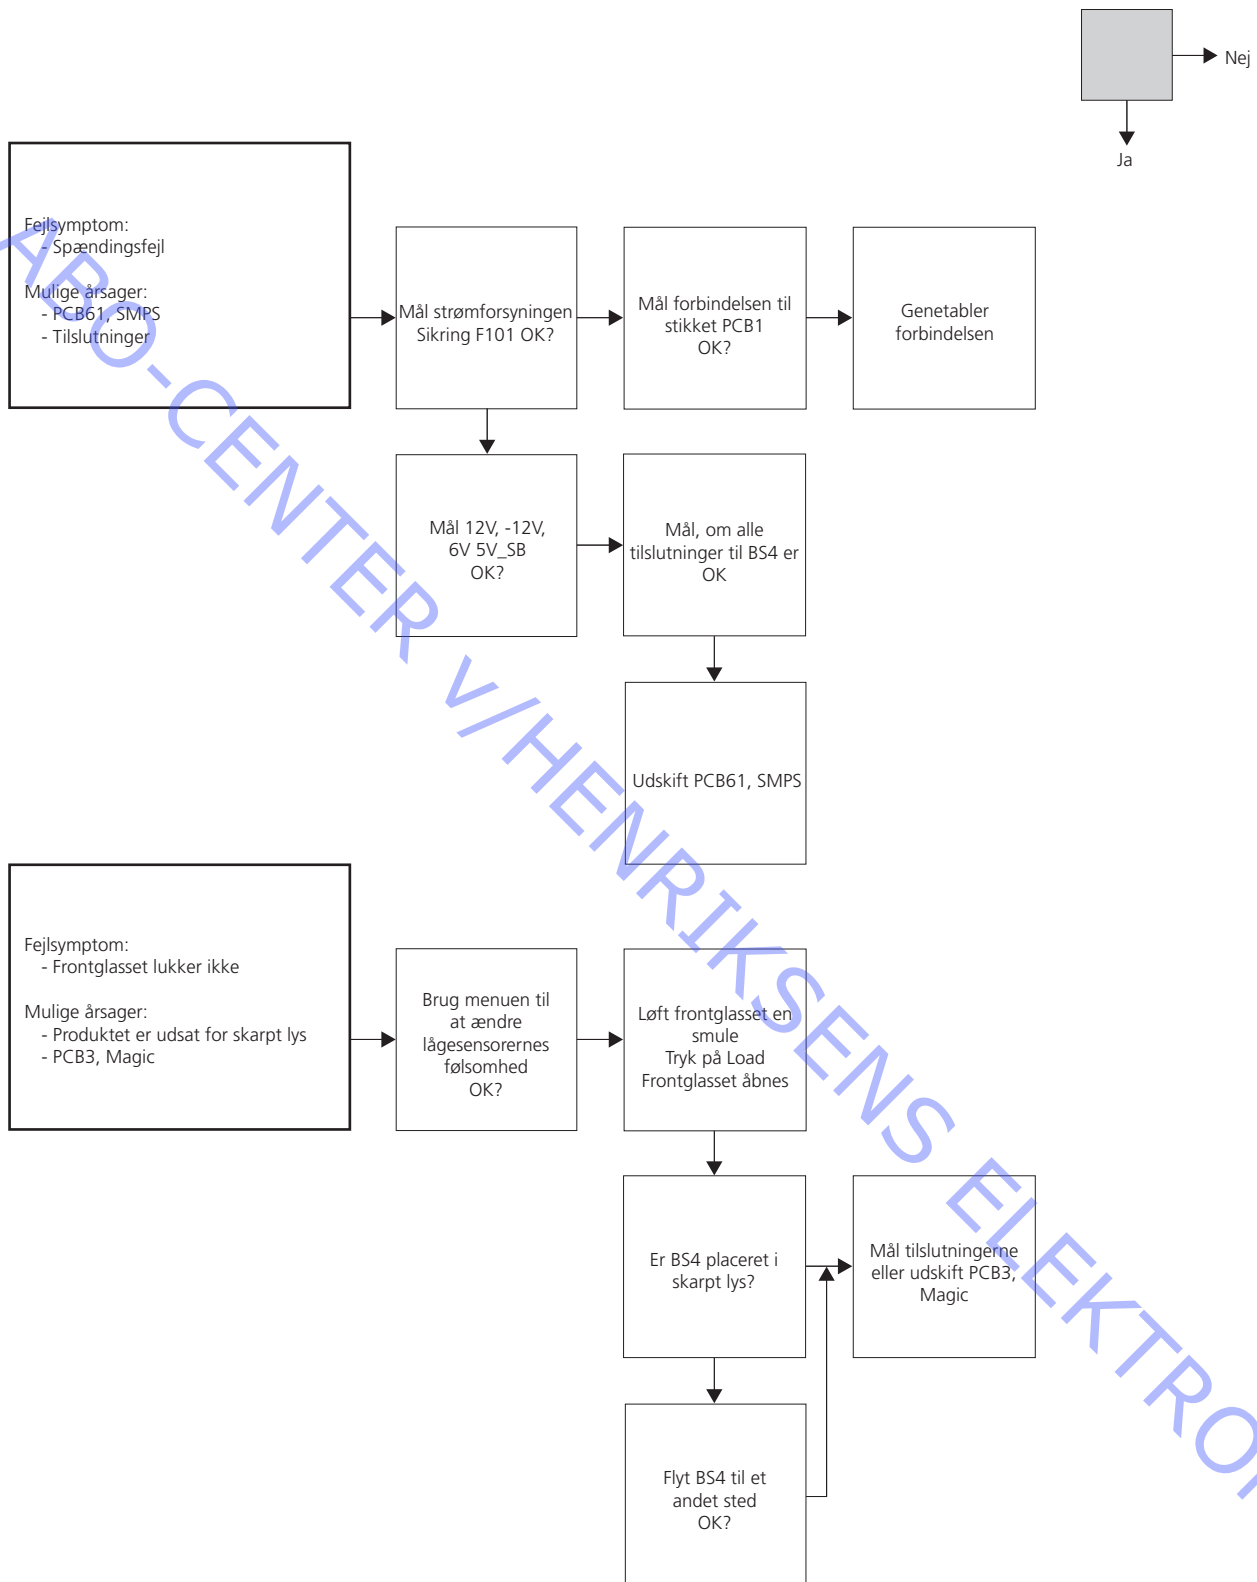 Nej
Ja
Fejlsymptom:
- Spændingsfejl
Mulige årsager:
- PCB61, SMPS
- Tilslutninger
Mål strømforsyningen
Sikring F101 OK?
Mål forbindelsen til
stikket PCB1
OK?
Genetabler
forbindelsen
Mål 12V, -12V,
6V 5V_SB
OK?
Mål, om alle
tilslutninger til BS4 er
OK
Udskift PCB61, SMPS
Fejlsymptom:
- Frontglasset lukker ikke
Mulige årsager:
- Produktet er udsat for skarpt lys
- PCB3, Magic
Brug menuen til
at ændre
lågesensorernes
følsomhed
OK?
Løft frontglasset en
smule
Tryk på Load
Frontglasset åbnes
Er BS4 placeret i
skarpt lys?
Mål tilslutningerne
eller udskift PCB3,
Magic
Flyt BS4 til et
andet sted
OK?
ABO-CENTER v/HENRIKSENS ELEKTRO